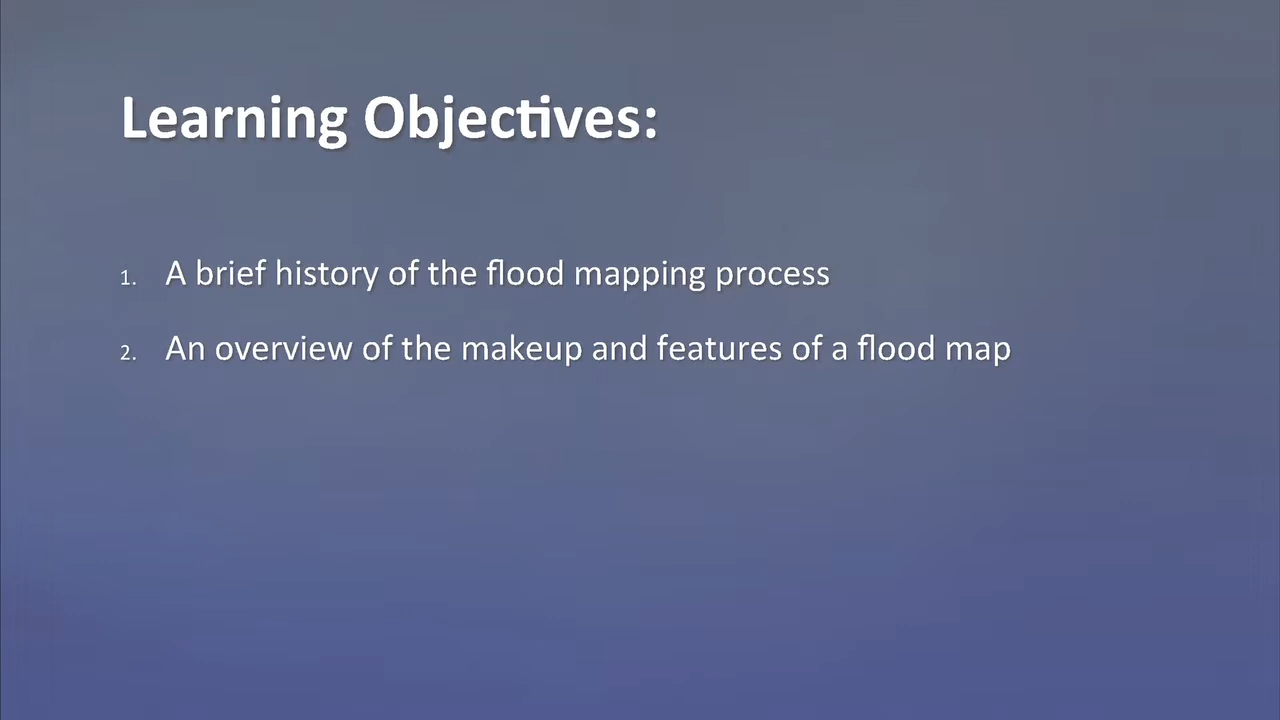 Learning Objectives:
1. A brief history of the flood mapping process
2. An overview of the makeup and features of a flood map